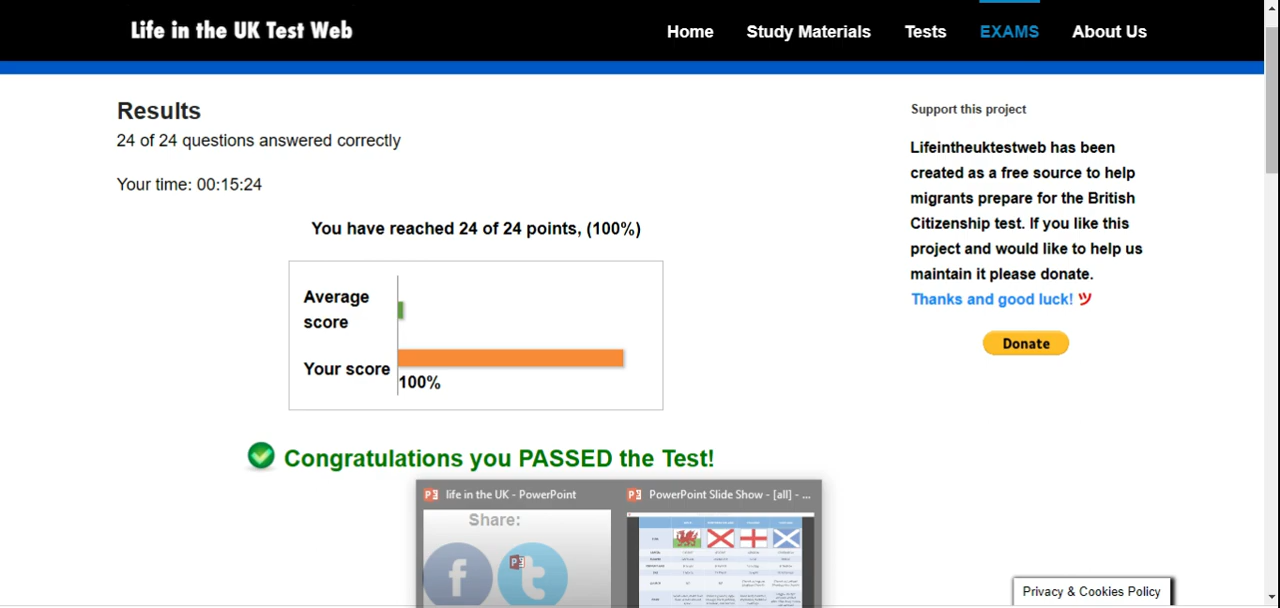 Life in the UK Test Web
Home
Study Materials
Tests
EXAMS
About Us
Results
24 of 24 questions answered correctly
Your time: 00:15:24
You have reached 24 of 24 points, (100%)
Average
score
Your score
100%
Congratulations you PASSED the Test!
Support this project
Lifeintheuktestweb has been
created as a free source to help
migrants prepare for the British
Citizenship test. If you like this
project and would like to help us
maintain it please donate.
Thanks and good luck! ツ
Donate
life in the UK - PowerPoint
PowerPoint Slide Show - [all] - ...
Share:
Privacy & Cookies Policy